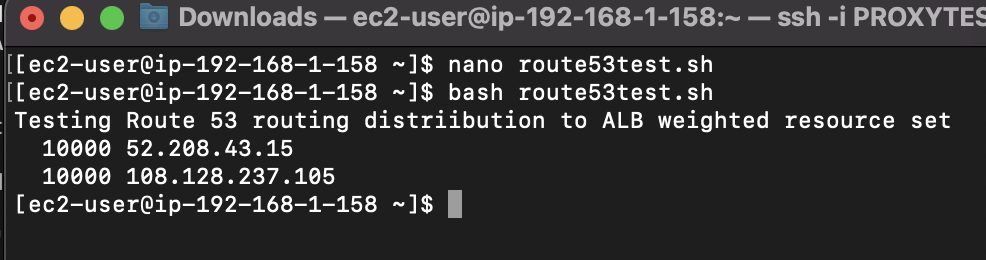 Downloads — ec2-user@ip-192-168-1-158:~ — ssh -i PROXYTES
[[ec2-user@ip-192-168-1-158 ~]$ nano route53test.sh
[[ec2-user@ip-192-168-1-158 ~]$ bash route53test.sh
Testing Route 53 routing distriibution to ALB weighted resource set
  10000 52.208.43.15
  10000 108.128.237.105
[ec2-user@ip-192-168-1-158 ~]$